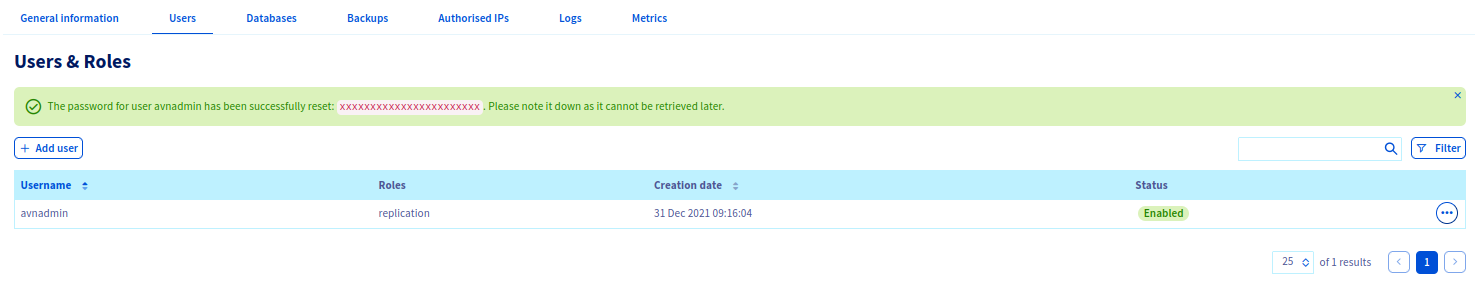 General information Users Databases Backups Authorised IPs Logs Metrics
Users & Roles
The password for user avnadmin has been successfully reset: xxxxxxxxxxxxxxxxxxxxxxxx. Please note it down as it cannot be retrieved later.
+ Add user Filter
Username Roles Creation date Status
avnadmin replication 31 Dec 2021 09:16:04 Enabled
25 of 1 results 1